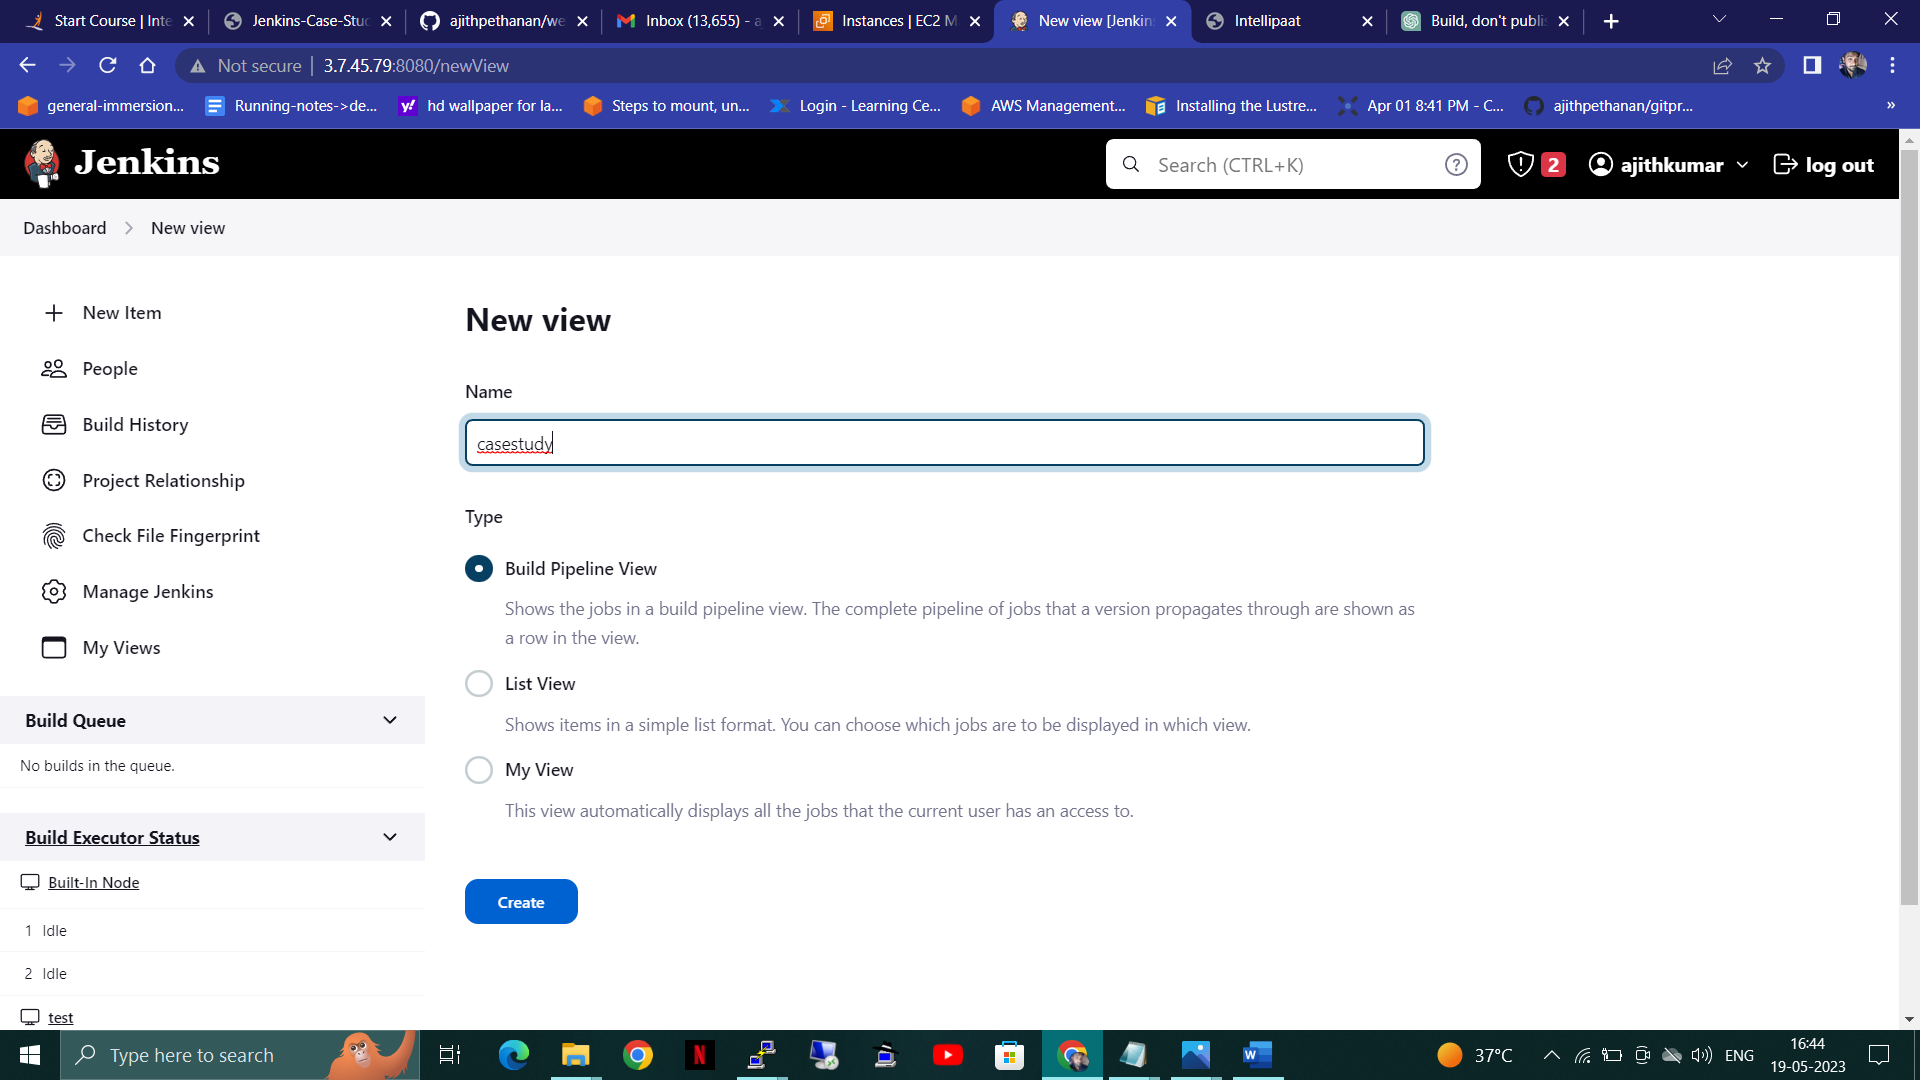 Start Course | Inte
Jenkins-Case-Stud
ajithpethanan/we
Inbox (13,655) - a
Instances | EC2 M
New view [Jenkins
Intellipaat
Build, don't publis
Not secure
3.7.45.79:8080/newView
general-immersion...
Running-notes->de...
hd wallpaper for la...
Steps to mount, un...
Login - Learning Ce...
AWS Management...
Installing the Lustre...
Apr 01 8:41 PM - C...
ajithpethanan/gitpr...
»
Jenkins
Search (CTRL+K)
2
ajithkumar
log out
Dashboard
New view
New Item
People
Build History
Project Relationship
Check File Fingerprint
Manage Jenkins
My Views
Build Queue
No builds in the queue.
Build Executor Status
Built-In Node
1 Idle
2 Idle
test
New view
Name
casestudy
Type
Build Pipeline View
Shows the jobs in a build pipeline view. The complete pipeline of jobs that a version propagates through are shown as
a row in the view.
List View
Shows items in a simple list format. You can choose which jobs are to be displayed in which view.
My View
This view automatically displays all the jobs that the current user has an access to.
Create
Type here to search
37°C
ENG
16:44
19-05-2023